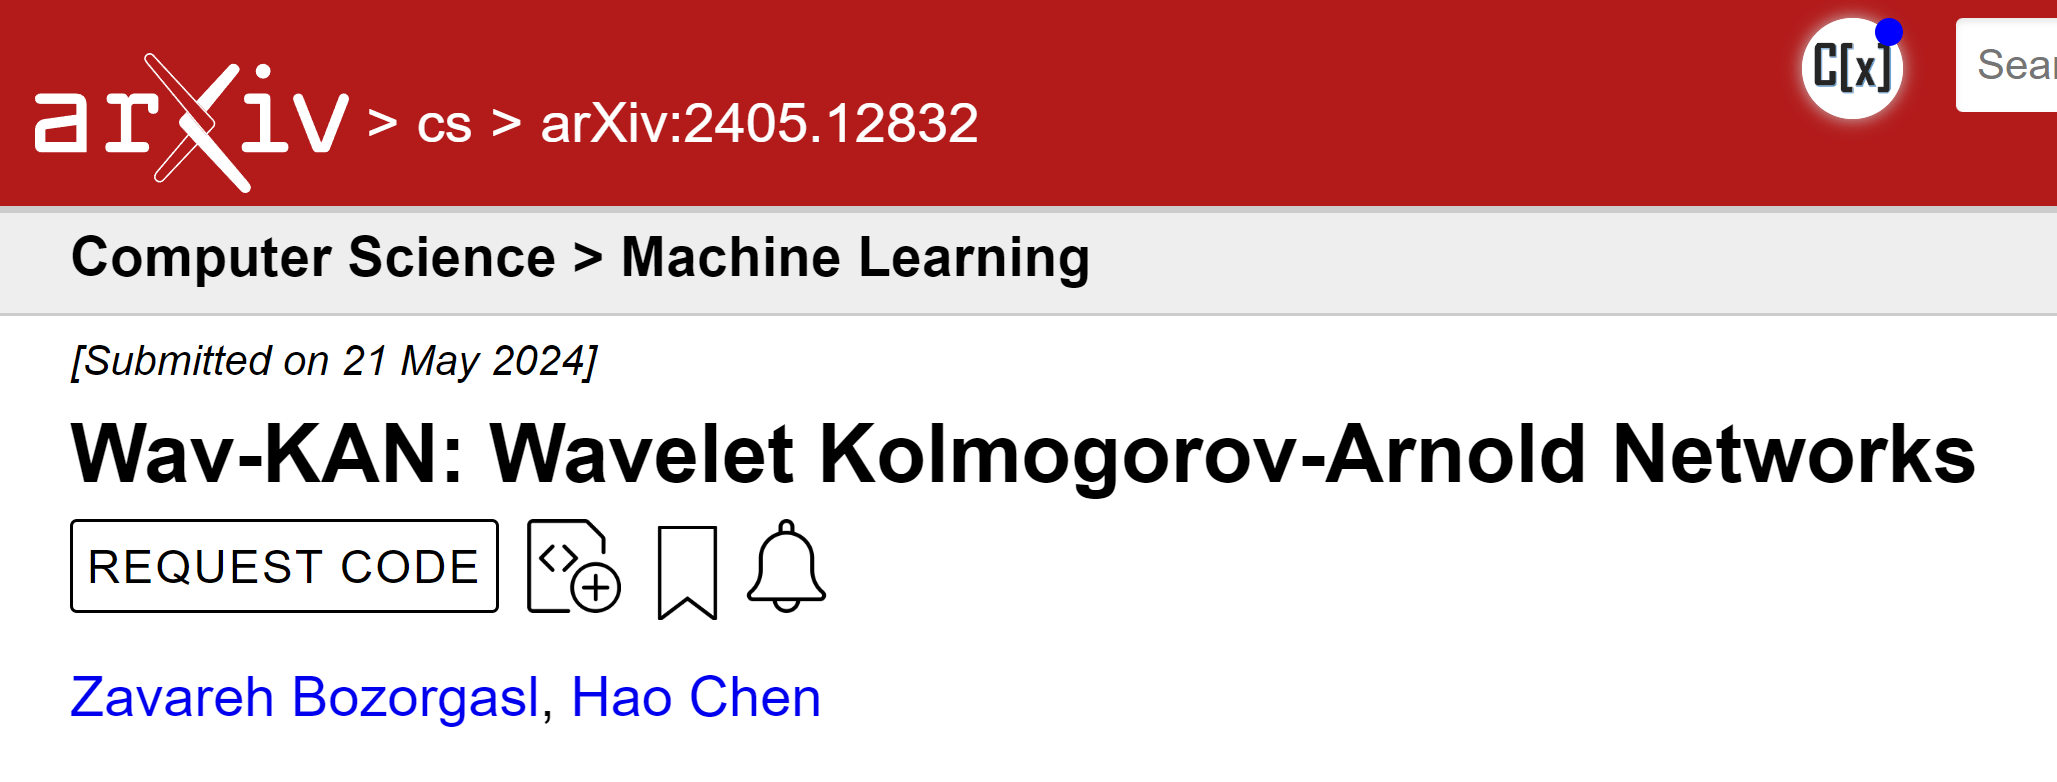 arXiv > cs > arXiv:2405.12832
C[x]
Sear
Computer Science > Machine Learning
[Submitted on 21 May 2024]
Wav-KAN: Wavelet Kolmogorov-Arnold Networks
REQUEST CODE
Zavareh Bozorgasl, Hao Chen